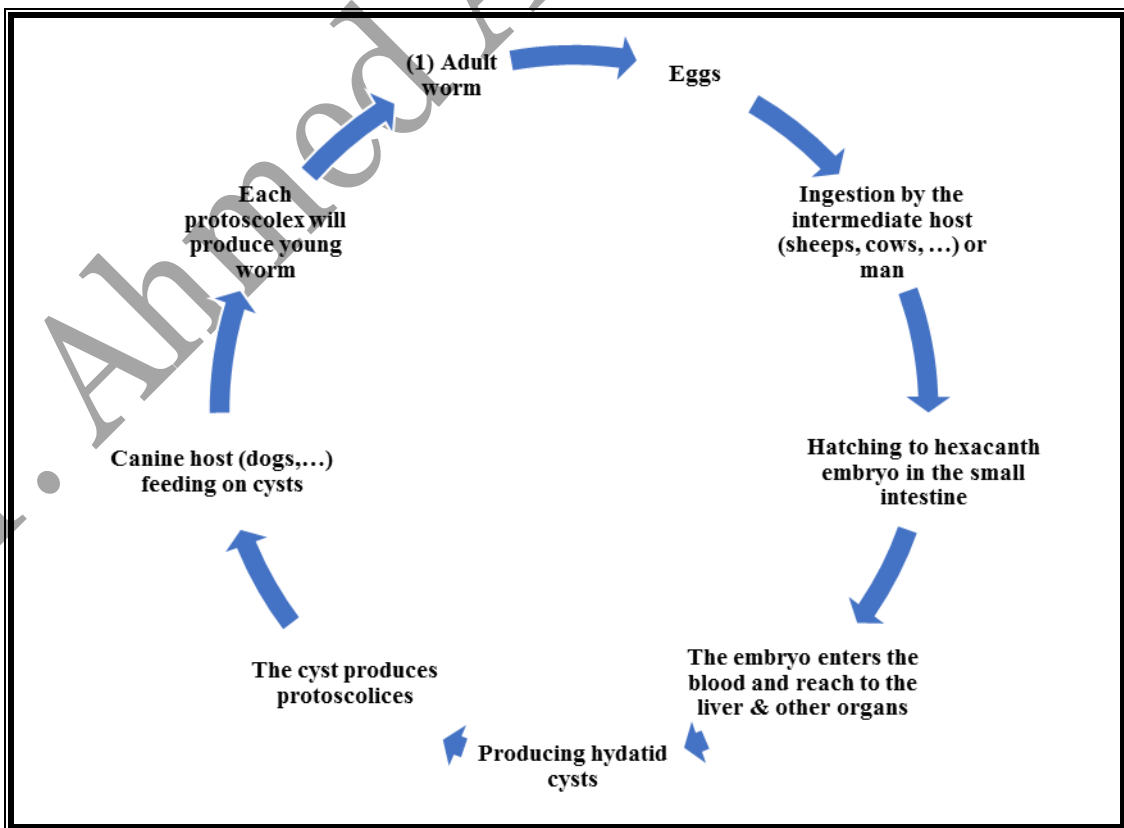 (1) Adult
worm
Eggs
Ingestion by the
intermediate host
(sheeps, cows, …) or
man
Hatching to hexacanth
embryo in the small
intestine
The embryo enters the
blood and reach to the
liver & other organs
Producing hydatid
cysts
The cyst produces
protoscolices
Canine host (dogs,…)
feeding on cysts
Each
protoscolex will
produce young
worm
Ahmed